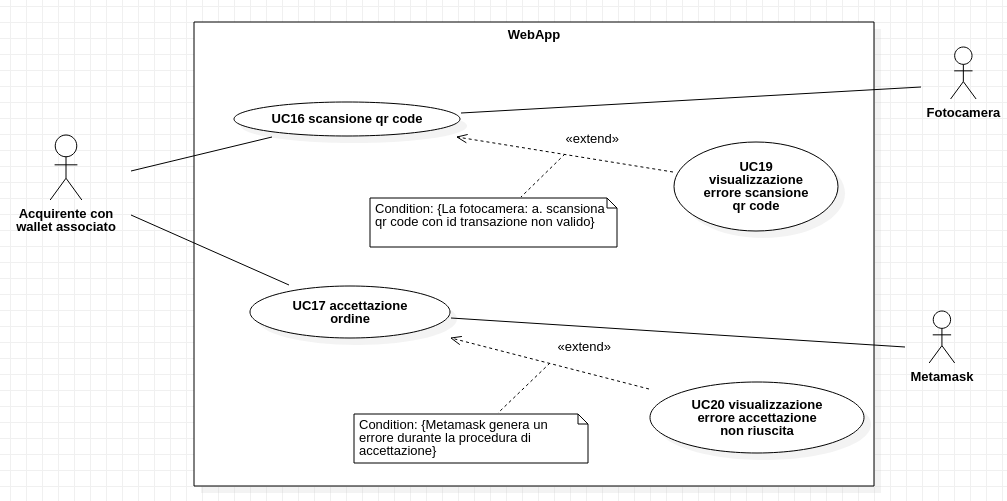 WebApp
Fotocamera
UC16 scansione qr code
«extend»
UC19
visualizzazione
errore scansione
qr code
Acquirente con
wallet associato
Condition: {La fotocamera: a. scansiona
qr code con id transazione non valido}
UC17 accettazione
ordine
«extend»
Metamask
UC20 visualizzazione
errore accettazione
non riuscita
Condition: {Metamask genera un
errore durante la procedura di
accettazione}